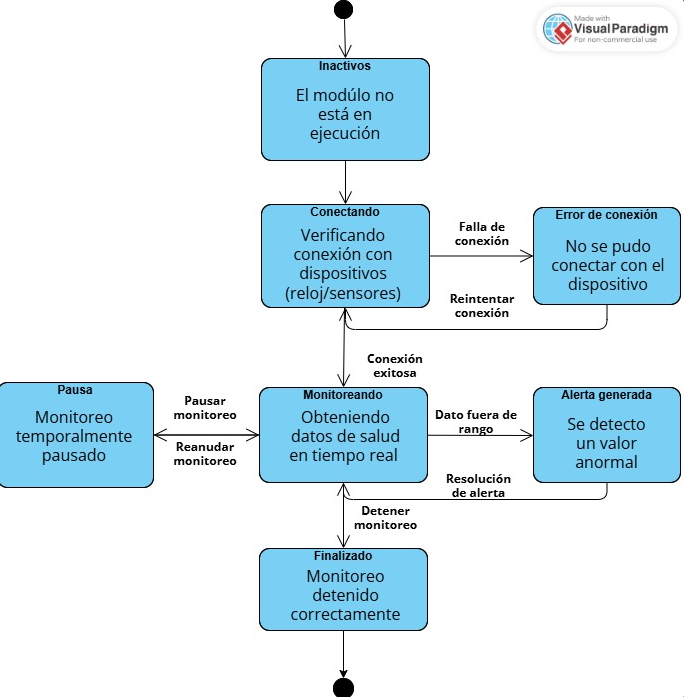 Made with
Visual Paradigm
For non-commercial use
Inactivos
El modúlo no
está en
ejecución
Conectando
Verificando
conexión con
dispositivos
(reloj/sensores)
Falla de
conexión
Error de conexión
No se pudo
conectar con el
dispositivo
Reintentar
conexión
Conexión
exitosa
Pausa
Monitoreo
temporalmente
pausado
Pausar
monitoreo
Reanudar
monitoreo
Monitoreando
Obteniendo
datos de salud
en tiempo real
Dato fuera de
rango
Alerta generada
Se detecto
un valor
anormal
Resolución
de alerta
Detener
monitoreo
Finalizado
Monitoreo
detenido
correctamente